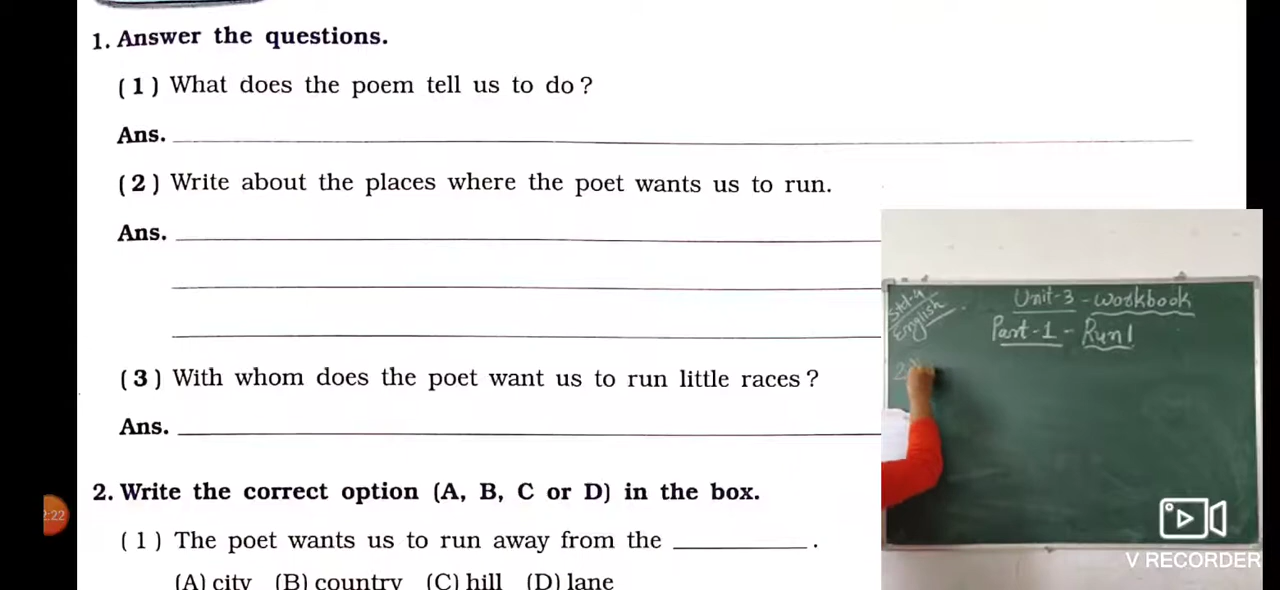 1. Answer the questions.
(1) What does the poem tell us to do?
Ans.
(2) Write about the places where the poet wants us to run.
Ans.
(3) With whom does the poet want us to run little races?
Ans.
2. Write the correct option (A, B, C or D) in the box.
(1) The poet wants us to run away from the __________ .
(A) city (B) country (C) hill (D) lane
Std-4
English
Unit-3 - workbook
Part-1 - Run!
:22
V RECORDER